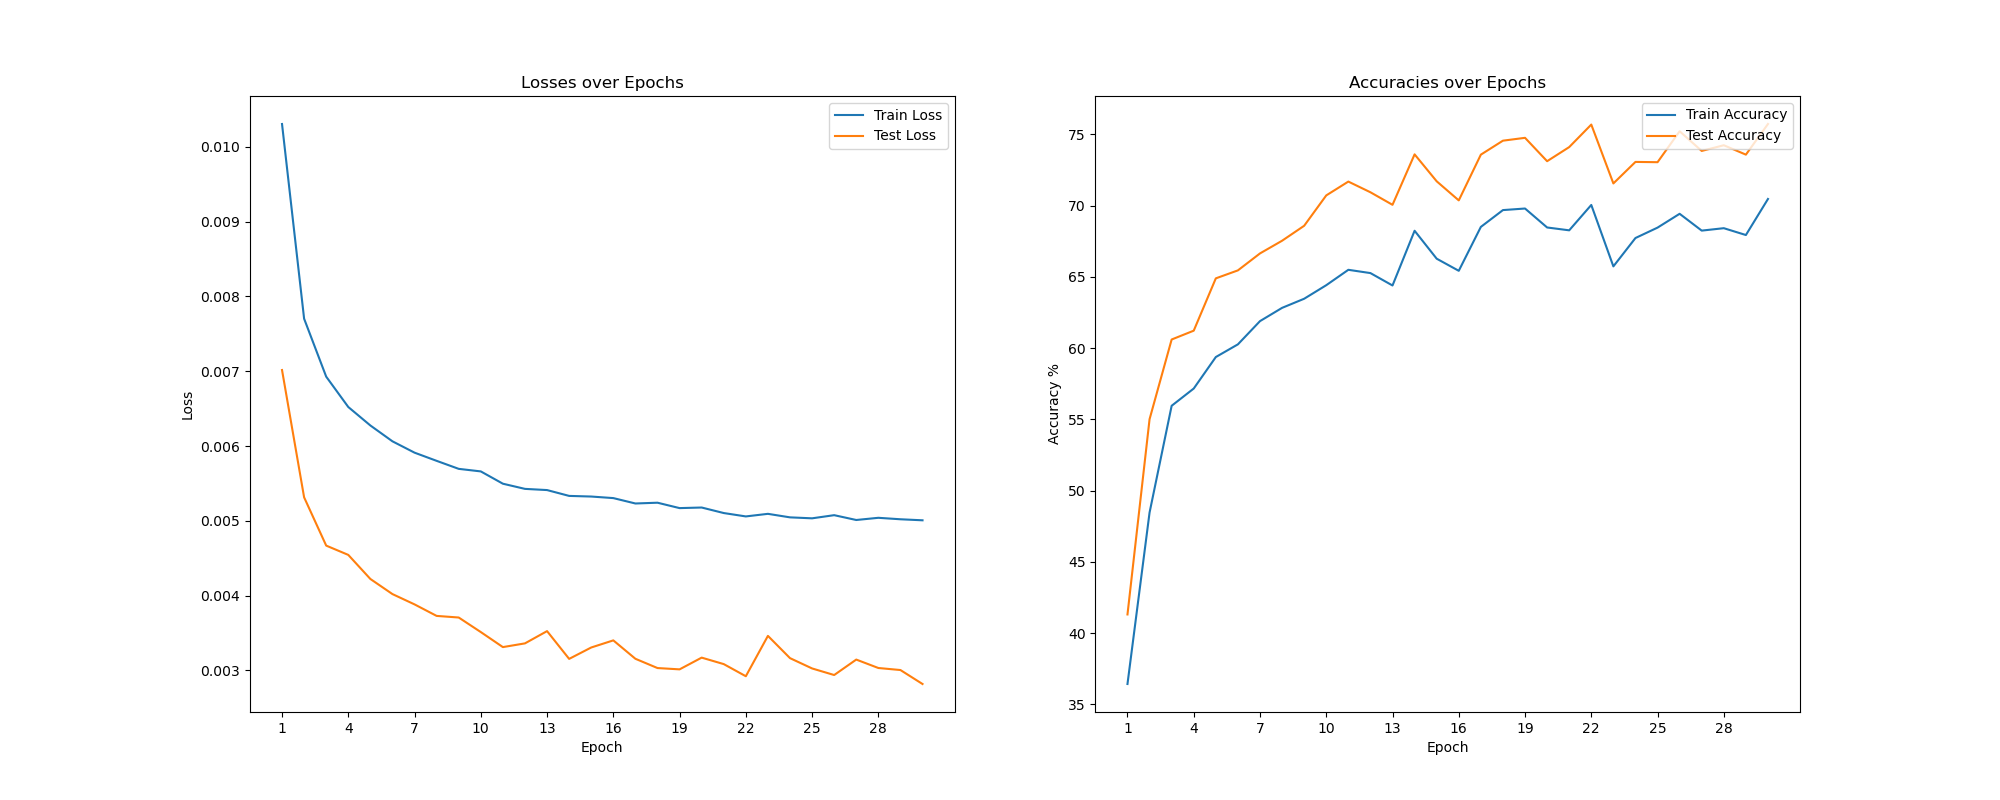 Losses over Epochs
Train Loss
Test Loss
0.010
0.009
0.008
0.007
0.006
0.005
0.004
0.003
Loss
1 4 7 10 13 16 19 22 25 28
Epoch
Accuracies over Epochs
Train Accuracy
Test Accuracy
75
70
65
60
55
50
45
40
35
Accuracy %
1 4 7 10 13 16 19 22 25 28
Epoch